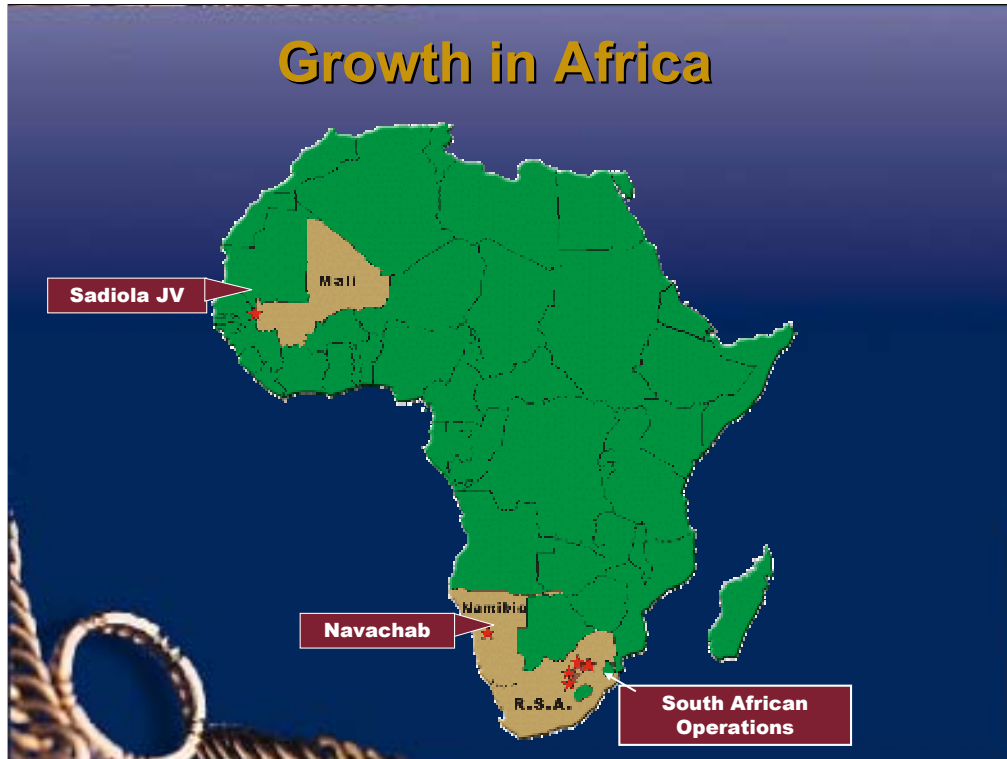 Growth in Africa
Mali
Sadiola JV
Namibia
Navachab
R.S.A.
South African
Operations